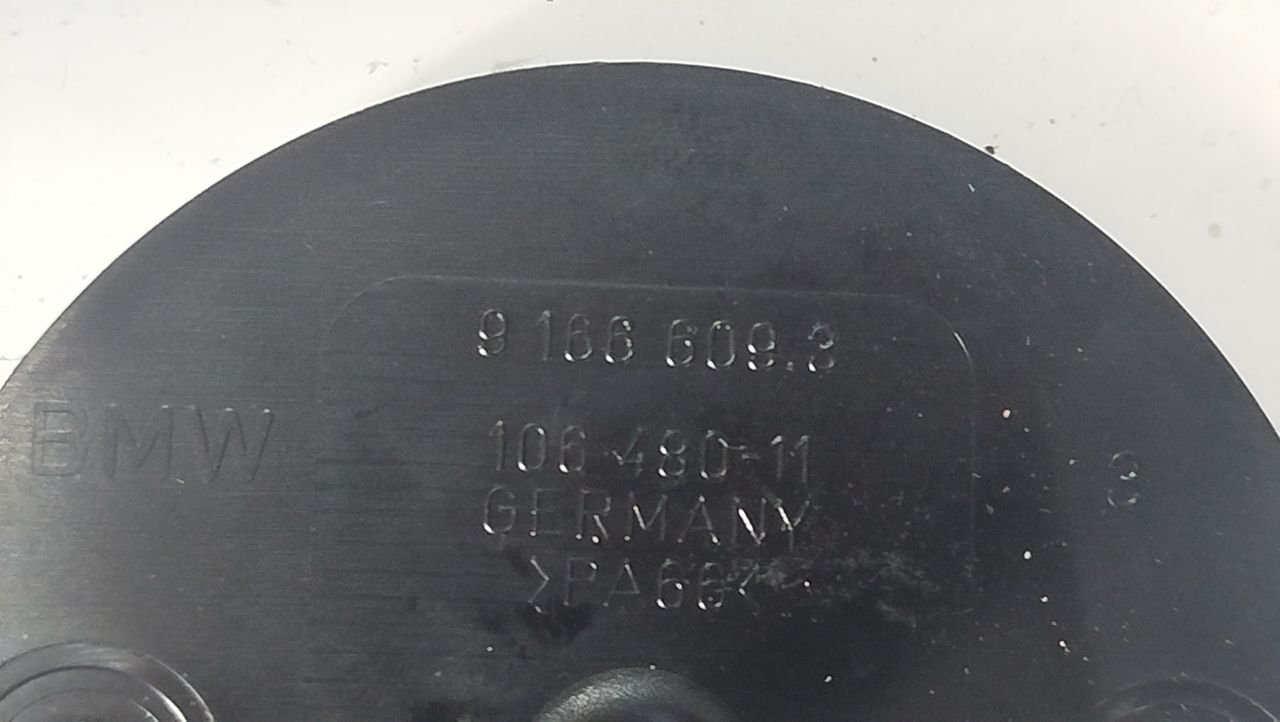 9 166 609.3
BMW
106 480-11
3
GERMANY
>PA66<